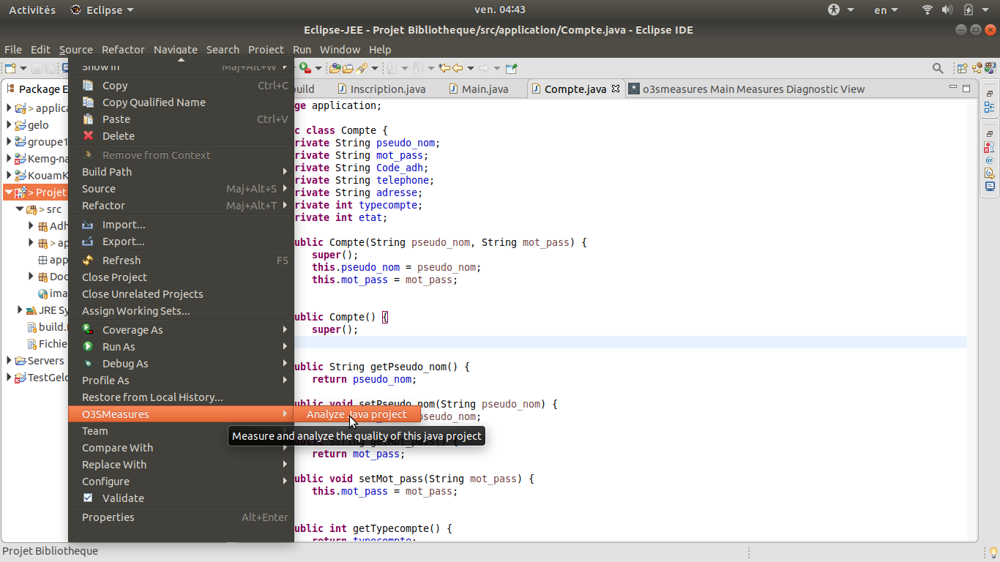 Activités Eclipse ven. 04:43 en
Eclipse-JEE - Projet Bibliotheque/src/application/Compte.java - Eclipse IDE
File Edit Source Refactor Navigate Search Project Run Window Help
Package E
> applica
gelo
groupe1
Kemg-na
KouamK
> Projet
> src
Adh
> ap
app
Doc
ima
JRE Sy
build.
Fichie
Servers
TestGelo
Show In Maj+Alt+W
Copy Ctrl+C
Copy Qualified Name
Paste Ctrl+V
Delete
Remove from Context
Build Path
Source Maj+Alt+S
Refactor Maj+Alt+T
Import...
Export...
Refresh F5
Close Project
Close Unrelated Projects
Assign Working Sets...
Coverage As
Run As
Debug As
Profile As
Restore from Local History...
O3SMeasures
Team
Compare With
Replace With
Configure
Validate
Properties Alt+Enter
Analyze Java project
Measure and analyze the quality of this java project
uild Inscription.java Main.java Compte.java o3smeasures Main Measures Diagnostic View
ge application;
c class Compte {
rivate String pseudo_nom;
rivate String mot_pass;
rivate String Code_adh;
rivate String telephone;
rivate String adresse;
rivate int typecompte;
rivate int etat;
ublic Compte(String pseudo_nom, String mot_pass) {
super();
this.pseudo_nom = pseudo_nom;
this.mot_pass = mot_pass;
ublic Compte() {
super();
ublic String getPseudo_nom() {
return pseudo_nom;
ublic void setPseudo_nom(String pseudo_nom) {
pseudo_nom;
ublic String getMot_pass() {
return mot_pass;
ublic void setMot_pass(String mot_pass) {
this.mot_pass = mot_pass;
ublic int getTypecompte() {
return typecompte;
Projet Bibliotheque